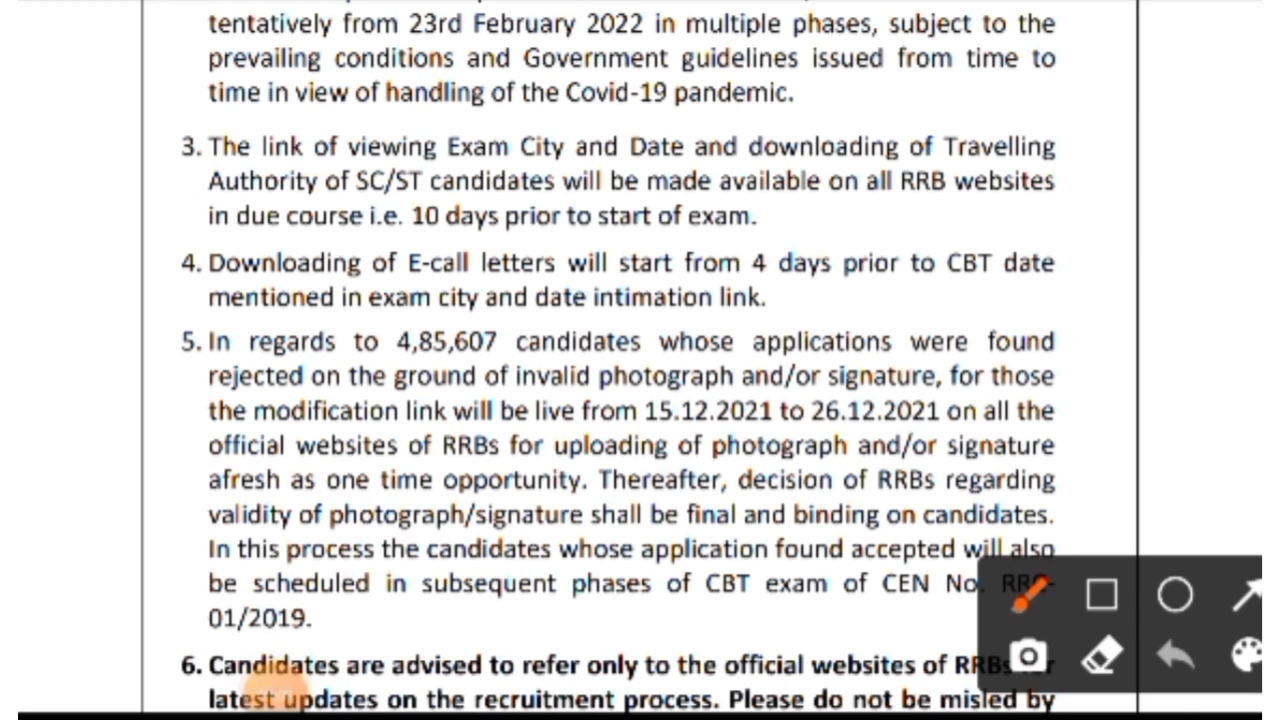 tentatively from 23rd February 2022 in multiple phases, subject to the
prevailing conditions and Government guidelines issued from time to
time in view of handling of the Covid-19 pandemic.
3. The link of viewing Exam City and Date and downloading of Travelling
Authority of SC/ST candidates will be made available on all RRB websites
in due course i.e. 10 days prior to start of exam.
4. Downloading of E-call letters will start from 4 days prior to CBT date
mentioned in exam city and date intimation link.
5. In regards to 4,85,607 candidates whose applications were found
rejected on the ground of invalid photograph and/or signature, for those
the modification link will be live from 15.12.2021 to 26.12.2021 on all the
official websites of RRBs for uploading of photograph and/or signature
afresh as one time opportunity. Thereafter, decision of RRBs regarding
validity of photograph/signature shall be final and binding on candidates.
In this process the candidates whose application found accepted will also
be scheduled in subsequent phases of CBT exam of CEN No.
01/2019.
6. Candidates are advised to refer only to the official websites of RRBs
latest updates on the recruitment process. Please do not be misled by